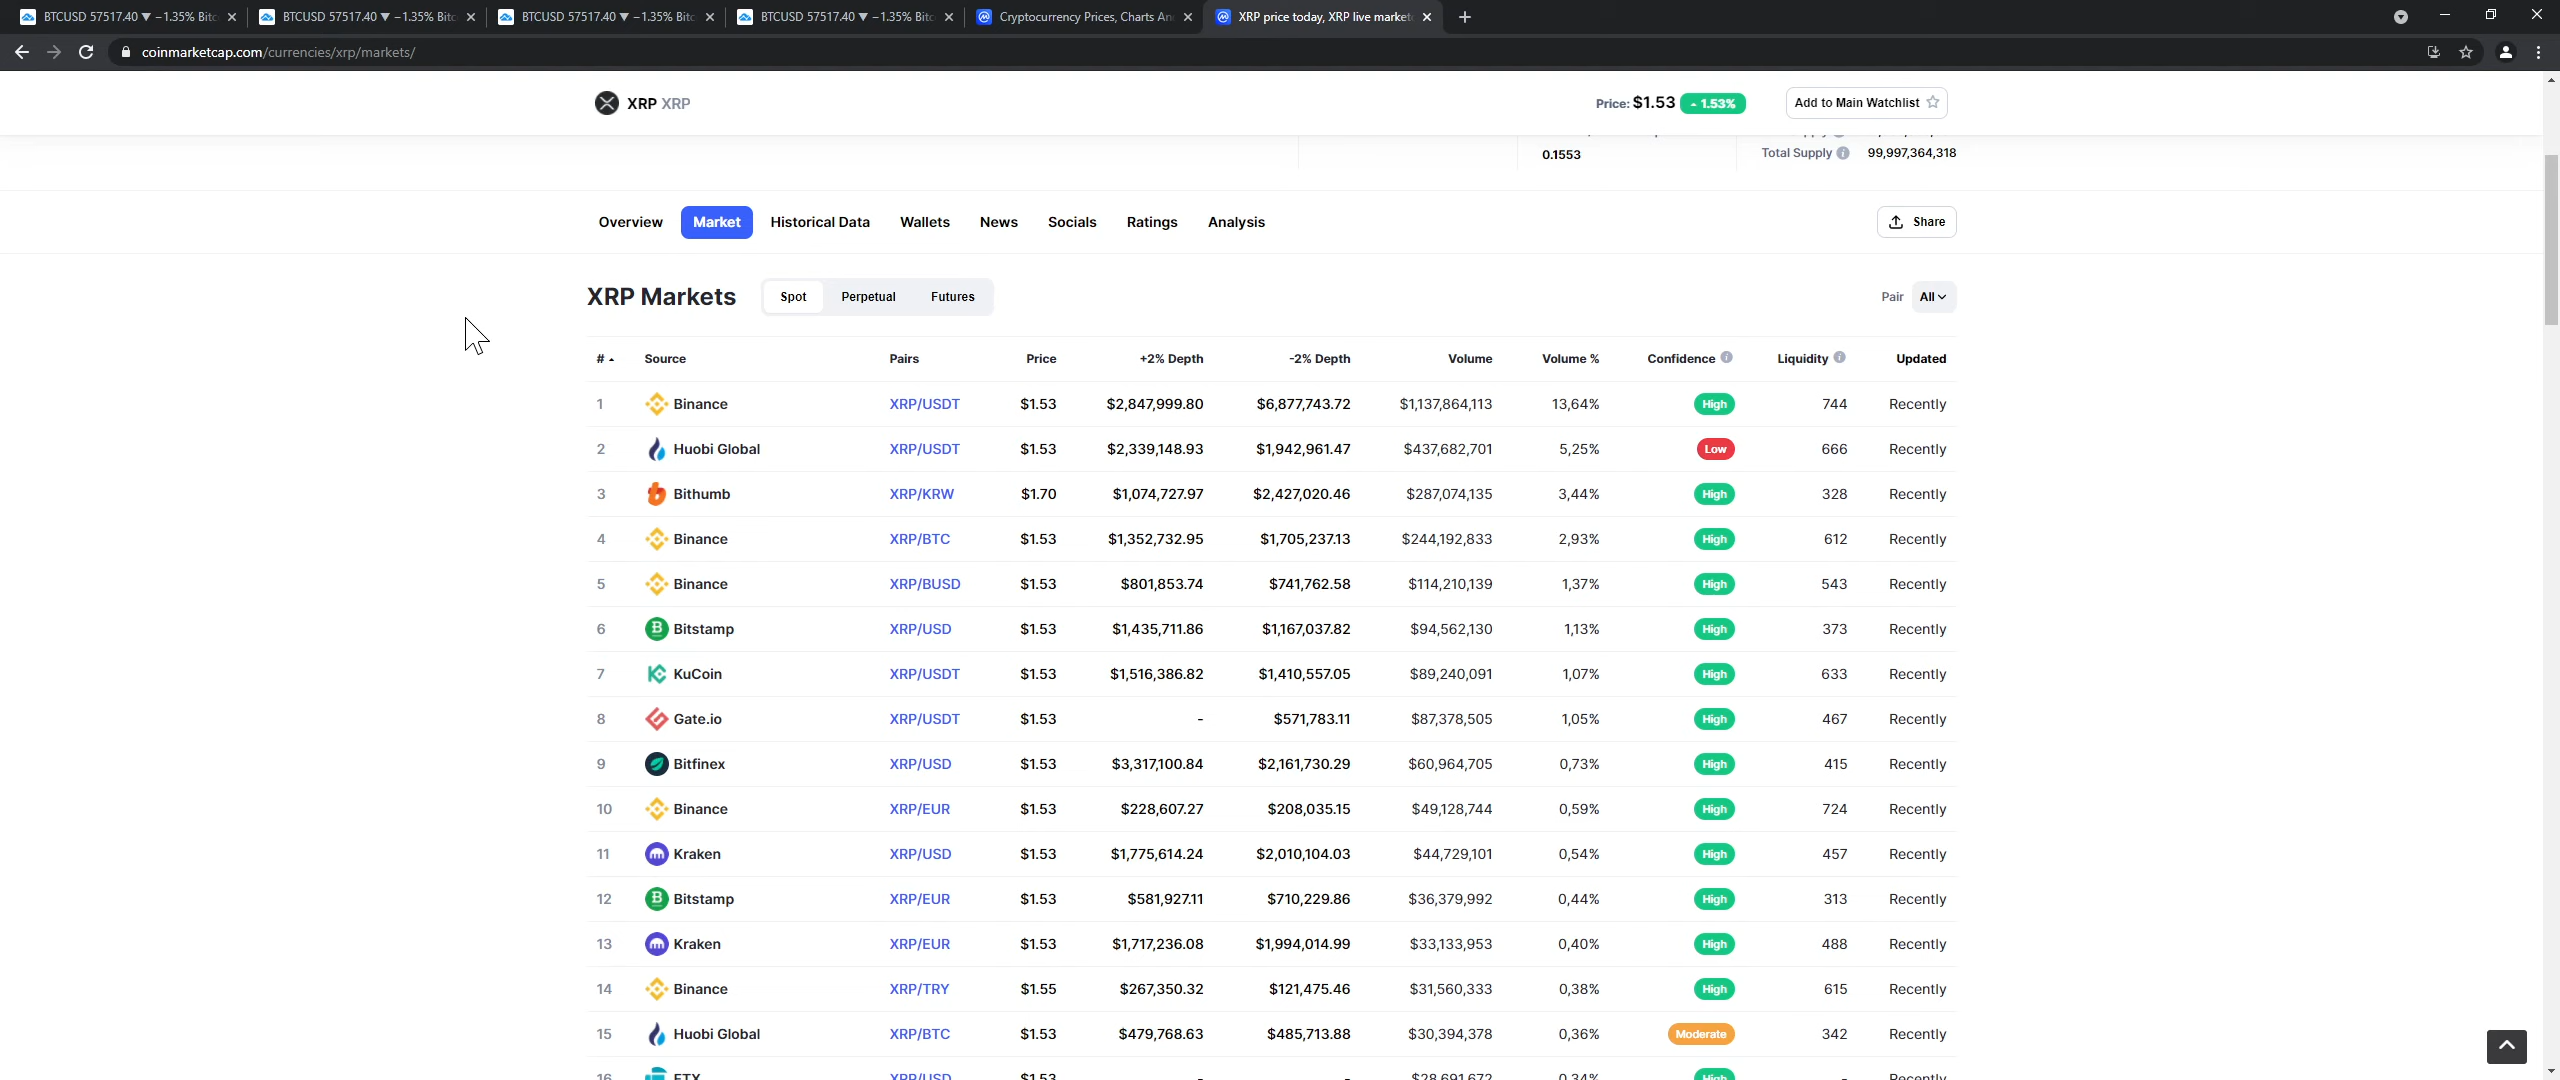 BTCUSD 57517.40 ▼ −1.35% Bitc BTCUSD 57517.40 ▼ −1.35% Bitc BTCUSD 57517.40 ▼ −1.35% Bitc BTCUSD 57517.40 ▼ −1.35% Bitc Cryptocurrency Prices, Charts An XRP price today, XRP live market
coinmarketcap.com/currencies/xrp/markets/
XRP XRP Price: $1.53 1.53% Add to Main Watchlist
0.1553 Total Supply 99,997,364,318
Overview Market Historical Data Wallets News Socials Ratings Analysis Share
XRP Markets Spot Perpetual Futures Pair All
# Source Pairs Price +2% Depth -2% Depth Volume Volume % Confidence Liquidity Updated
1 Binance XRP/USDT $1.53 $2,847,999.80 $6,877,743.72 $1,137,864,113 13,64% High 744 Recently
2 Huobi Global XRP/USDT $1.53 $2,339,148.93 $1,942,961.47 $437,682,701 5,25% Low 666 Recently
3 Bithumb XRP/KRW $1.70 $1,074,727.97 $2,427,020.46 $287,074,135 3,44% High 328 Recently
4 Binance XRP/BTC $1.53 $1,352,732.95 $1,705,237.13 $244,192,833 2,93% High 612 Recently
5 Binance XRP/BUSD $1.53 $801,853.74 $741,762.58 $114,210,139 1,37% High 543 Recently
6 Bitstamp XRP/USD $1.53 $1,435,711.86 $1,167,037.82 $94,562,130 1,13% High 373 Recently
7 KuCoin XRP/USDT $1.53 $1,516,386.82 $1,410,557.05 $89,240,091 1,07% High 633 Recently
8 Gate.io XRP/USDT $1.53 - $571,783.11 $87,378,505 1,05% High 467 Recently
9 Bitfinex XRP/USD $1.53 $3,317,100.84 $2,161,730.29 $60,964,705 0,73% High 415 Recently
10 Binance XRP/EUR $1.53 $228,607.27 $208,035.15 $49,128,744 0,59% High 724 Recently
11 Kraken XRP/USD $1.53 $1,775,614.24 $2,010,104.03 $44,729,101 0,54% High 457 Recently
12 Bitstamp XRP/EUR $1.53 $581,927.11 $710,229.86 $36,379,992 0,44% High 313 Recently
13 Kraken XRP/EUR $1.53 $1,717,236.08 $1,994,014.99 $33,133,953 0,40% High 488 Recently
14 Binance XRP/TRY $1.55 $267,350.32 $121,475.46 $31,560,333 0,38% High 615 Recently
15 Huobi Global XRP/BTC $1.53 $479,768.63 $485,713.88 $30,394,378 0,36% Moderate 342 Recently
16 FTX XRP/USD $1.53 - - $28,691,672 0,34% High - Recently